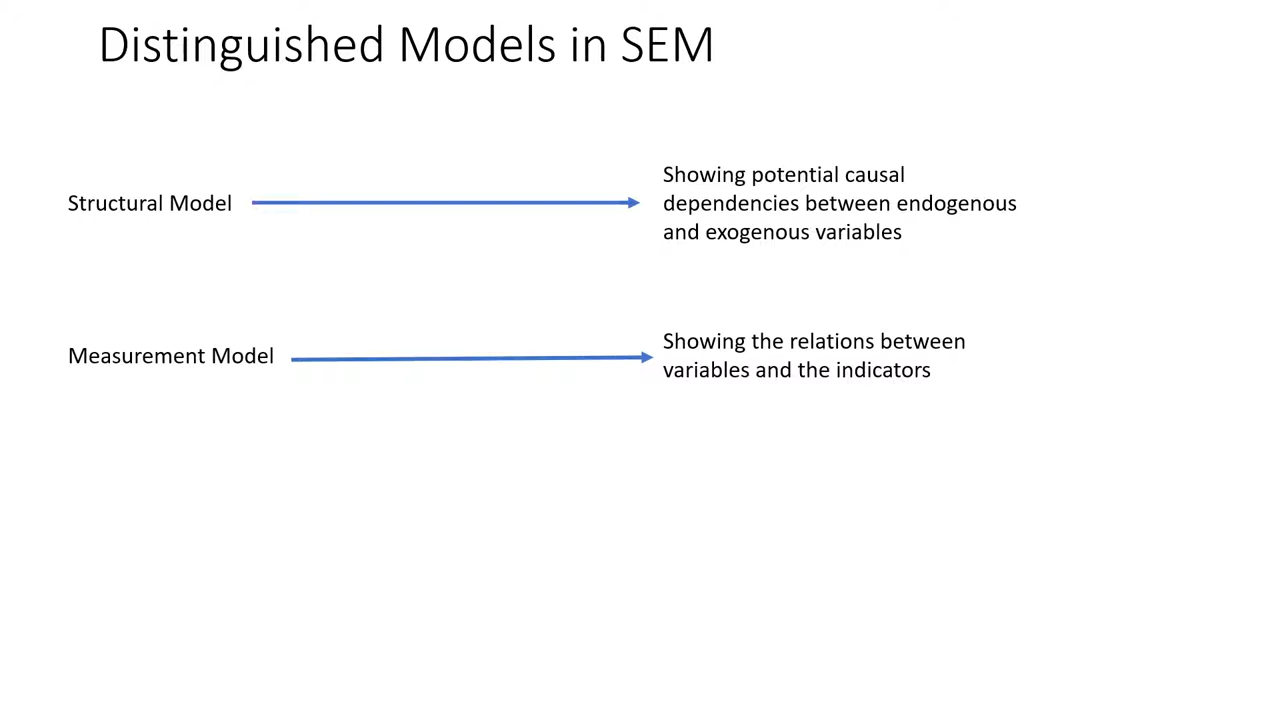 Distinguished Models in SEM
Structural Model
Showing potential causal
dependencies between endogenous
and exogenous variables
Measurement Model
Showing the relations between
variables and the indicators